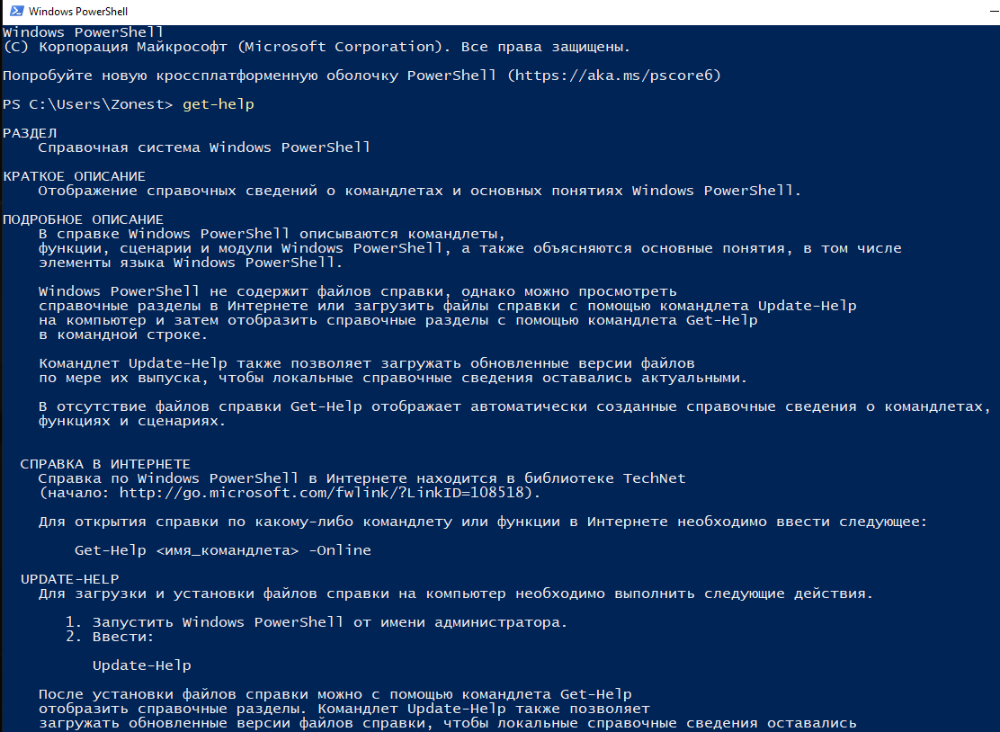 Windows PowerShell
Windows PowerShell
(C) Корпорация Майкрософт (Microsoft Corporation). Все права защищены.
Попробуйте новую кроссплатформенную оболочку PowerShell (https://aka.ms/pscore6)
PS C:\Users\Zonest> get-help
РАЗДЕЛ
Справочная система Windows PowerShell
КРАТКОЕ ОПИСАНИЕ
Отображение справочных сведений о командлетах и основных понятиях Windows PowerShell.
ПОДРОБНОЕ ОПИСАНИЕ
В справке Windows PowerShell описываются командлеты,
функции, сценарии и модули Windows PowerShell, а также объясняются основные понятия, в том числе
элементы языка Windows PowerShell.
Windows PowerShell не содержит файлов справки, однако можно просмотреть
справочные разделы в Интернете или загрузить файлы справки с помощью командлета Update-Help
на компьютер и затем отобразить справочные разделы с помощью командлета Get-Help
в командной строке.
Командлет Update-Help также позволяет загружать обновленные версии файлов
по мере их выпуска, чтобы локальные справочные сведения оставались актуальными.
В отсутствие файлов справки Get-Help отображает автоматически созданные справочные сведения о командлетах,
функциях и сценариях.
СПРАВКА В ИНТЕРНЕТЕ
Справка по Windows PowerShell в Интернете находится в библиотеке TechNet
(начало: http://go.microsoft.com/fwlink/?LinkID=108518).
Для открытия справки по какому-либо командлету или функции в Интернете необходимо ввести следующее:
Get-Help <имя_командлета> -Online
UPDATE-HELP
Для загрузки и установки файлов справки на компьютер необходимо выполнить следующие действия.
1. Запустить Windows PowerShell от имени администратора.
2. Ввести:
Update-Help
После установки файлов справки можно с помощью командлета Get-Help
отобразить справочные разделы. Командлет Update-Help также позволяет
загружать обновленные версии файлов справки, чтобы локальные справочные сведения оставались